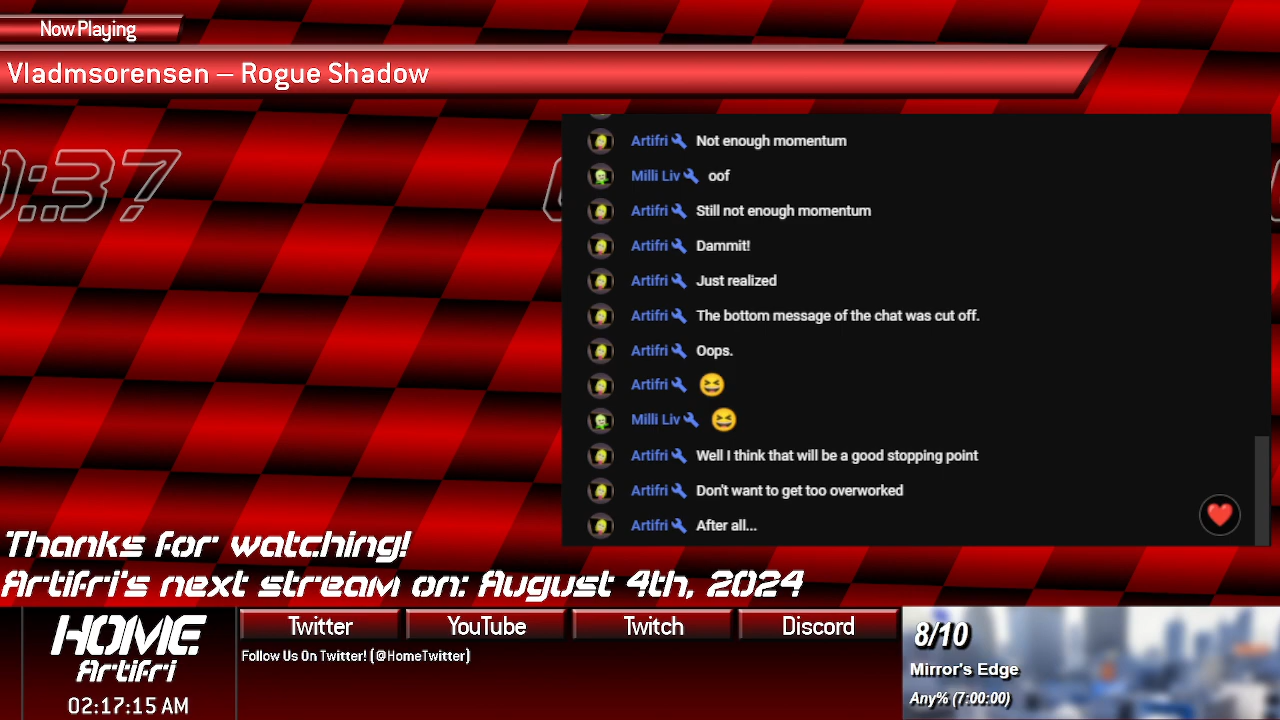 Now Playing
Vladmsorensen – Rogue Shadow
0:37
Artifri Not enough momentum
Milli Liv oof
Artifri Still not enough momentum
Artifri Dammit!
Artifri Just realized
Artifri The bottom message of the chat was cut off.
Artifri Oops.
Artifri 😆
Milli Liv 😆
Artifri Well I think that will be a good stopping point
Artifri Don't want to get too overworked
Artifri After all...
Thanks for watching!
Artifri's next stream on: August 4th, 2024
HOME
Artifri
02:17:15 AM
Twitter
YouTube
Twitch
Discord
Follow Us On Twitter! (@HomeTwitter)
8/10
Mirror's Edge
Any% (7:00:00)